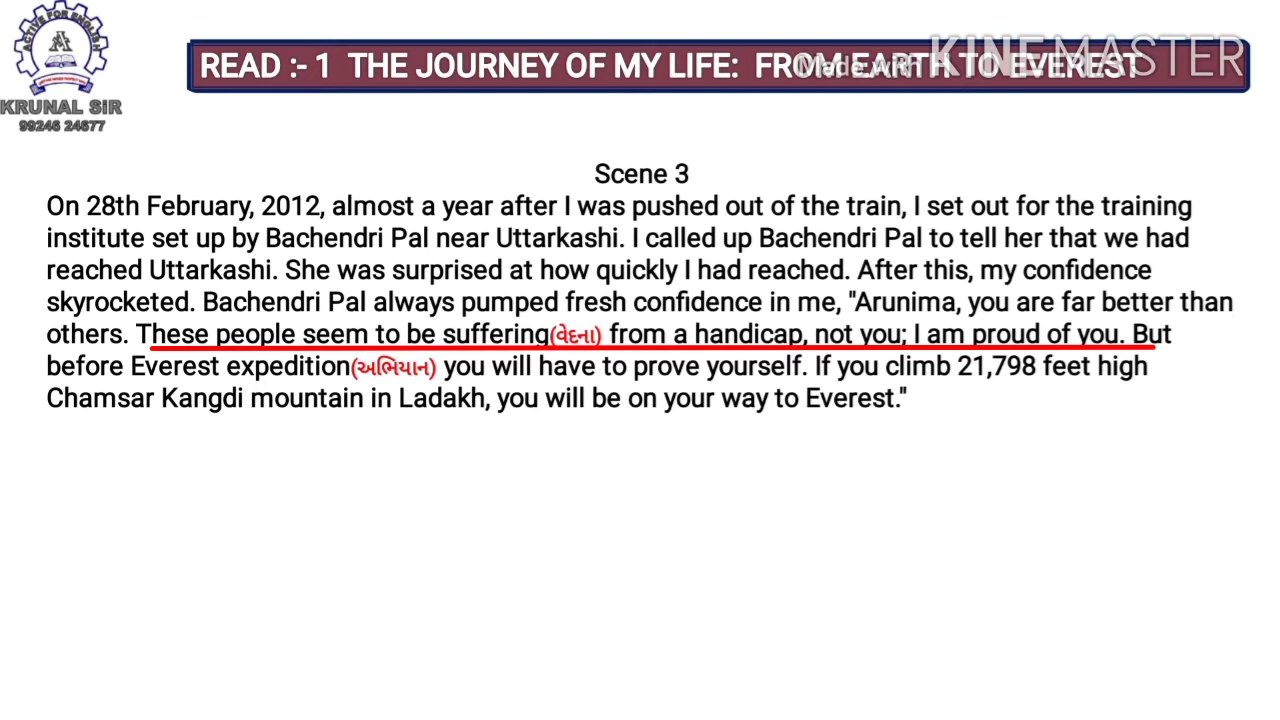 ACTIVE FOR ENGLISH
KRUNAL SIR
99246 24677
READ :- 1 THE JOURNEY OF MY LIFE: FROM EARTH TO EVEREST
Made with KINEMASTER
Scene 3
On 28th February, 2012, almost a year after I was pushed out of the train, I set out for the training
institute set up by Bachendri Pal near Uttarkashi. I called up Bachendri Pal to tell her that we had
reached Uttarkashi. She was surprised at how quickly I had reached. After this, my confidence
skyrocketed. Bachendri Pal always pumped fresh confidence in me, "Arunima, you are far better than
others. These people seem to be suffering(વેદના) from a handicap, not you; I am proud of you. But
before Everest expedition(અભિયાન) you will have to prove yourself. If you climb 21,798 feet high
Chamsar Kangdi mountain in Ladakh, you will be on your way to Everest."